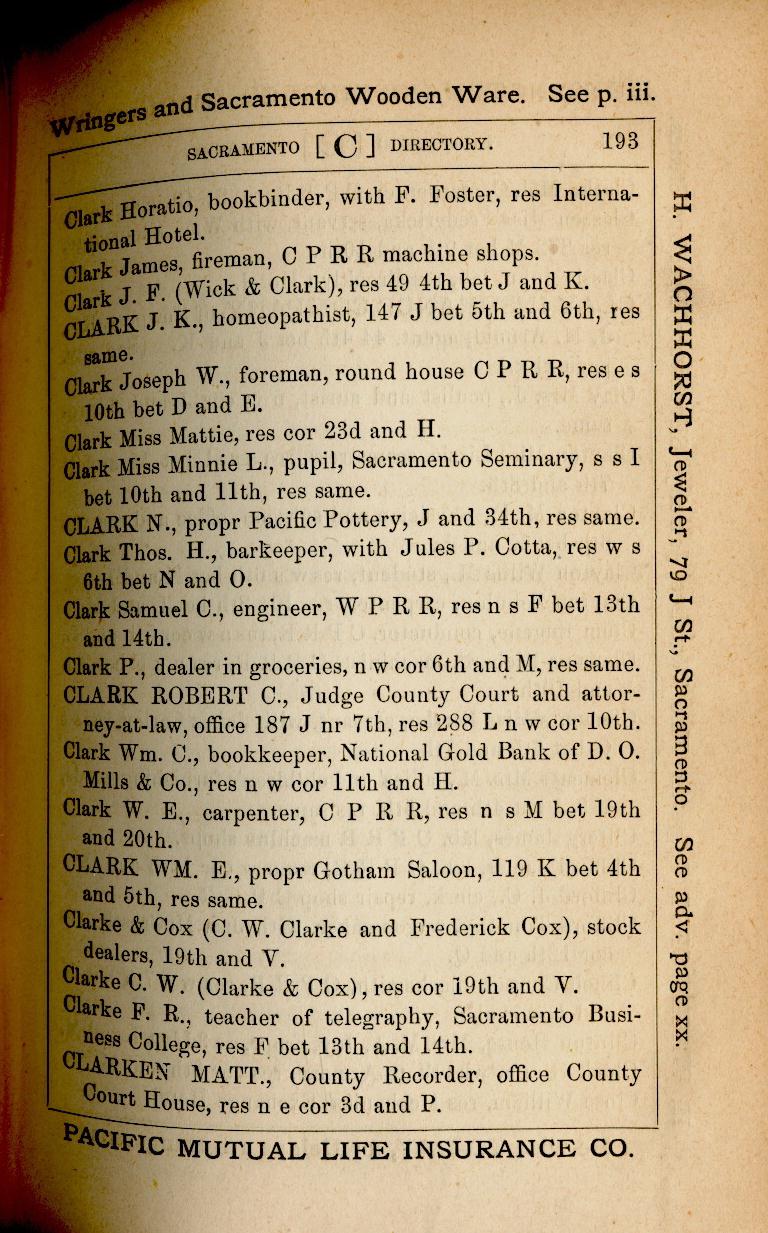 Wringers and Sacramento Wooden Ware. See p. iii.
SACRAMENTO [ C ] DIRECTORY. 193
Clark Horatio, bookbinder, with F. Foster, res Interna-
tional Hotel.
Clark James, fireman, C P R R machine shops.
Clark J. F. (Wick & Clark), res 49 4th bet J and K.
CLARK J. K., homeopathist, 147 J bet 5th and 6th, res
same.
Clark Joseph W., foreman, round house C P R R, res e s
10th bet D and E.
Clark Miss Mattie, res cor 23d and H.
Clark Miss Minnie L., pupil, Sacramento Seminary, s s I
bet 10th and 11th, res same.
CLARK N., propr Pacific Pottery, J and 34th, res same.
Clark Thos. H., barkeeper, with Jules P. Cotta, res w s
6th bet N and O.
Clark Samuel C., engineer, W P R R, res n s F bet 13th
and 14th.
Clark P., dealer in groceries, n w cor 6th and M, res same.
CLARK ROBERT C., Judge County Court and attor-
ney-at-law, office 187 J nr 7th, res 288 L n w cor 10th.
Clark Wm. C., bookkeeper, National Gold Bank of D. O.
Mills & Co., res n w cor 11th and H.
Clark W. E., carpenter, C P R R, res n s M bet 19th
and 20th.
CLARK WM. E., propr Gotham Saloon, 119 K bet 4th
and 5th, res same.
Clarke & Cox (C. W. Clarke and Frederick Cox), stock
dealers, 19th and Y.
Clarke C. W. (Clarke & Cox), res cor 19th and Y.
Clarke F. R., teacher of telegraphy, Sacramento Busi-
ness College, res F bet 13th and 14th.
CLARKEN MATT., County Recorder, office County
Court House, res n e cor 3d and P.
PACIFIC MUTUAL LIFE INSURANCE CO.
H. WACHHORST, Jeweler, 79 J St., Sacramento. See adv. page xx.